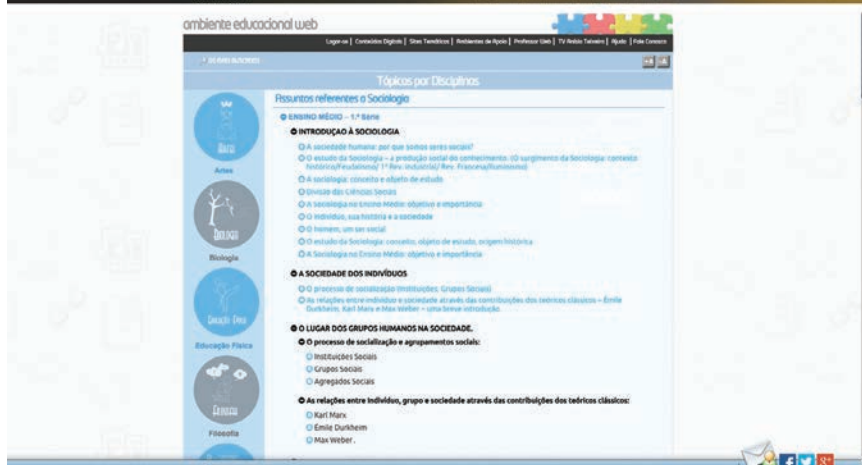 ambiente educacional web
Logar-se | Conteúdos Digitais | Sites Temáticos | Ambientes de Apoio | Professor Web | TV Anísio Teixeira | Ajuda | Fale Conosco
+A -A
Tópicos por Disciplinas
Assuntos referentes a Sociologia
ENSINO MÉDIO – 1.ª Série
INTRODUÇAO À SOCIOLOGIA
A sociedade humana: por que somos seres sociais?
O estudo da Sociologia – a produção social do conhecimento. (O surgimento da Sociologia: contexto
histórico/Feudalismo/ 1ª Rev. Industrial/ Rev. Francesa/Iluminismo)
A sociologia: conceito e objeto de estudo
Divisão das Ciências Sociais
A Sociologia no Ensino Médio: objetivo e importância
O indivíduo, sua história e a sociedade
O homem, um ser social
O estudo da Sociologia: conceito, objeto de estudo, origem histórica
A Sociologia no Ensino Médio: objetivo e importância
A SOCIEDADE DOS INDIVÍDUOS
O processo de socialização (Instituições, Grupos Sociais)
As relações entre indivíduo e sociedade através das contribuições dos teóricos clássicos – Émile
Durkheim, Karl Marx e Max Weber – uma breve introdução.
O LUGAR DOS GRUPOS HUMANOS NA SOCIEDADE.
O processo de socialização e agrupamentos sociais:
Instituições Sociais
Grupos Sociais
Agregados Sociais
As relações entre indivíduo, grupo e sociedade através das contribuições dos teóricos clássicos:
Karl Marx
Émile Durkheim
Max Weber.
Artes
Biologia
Biologia
Educação Física
Filosofia